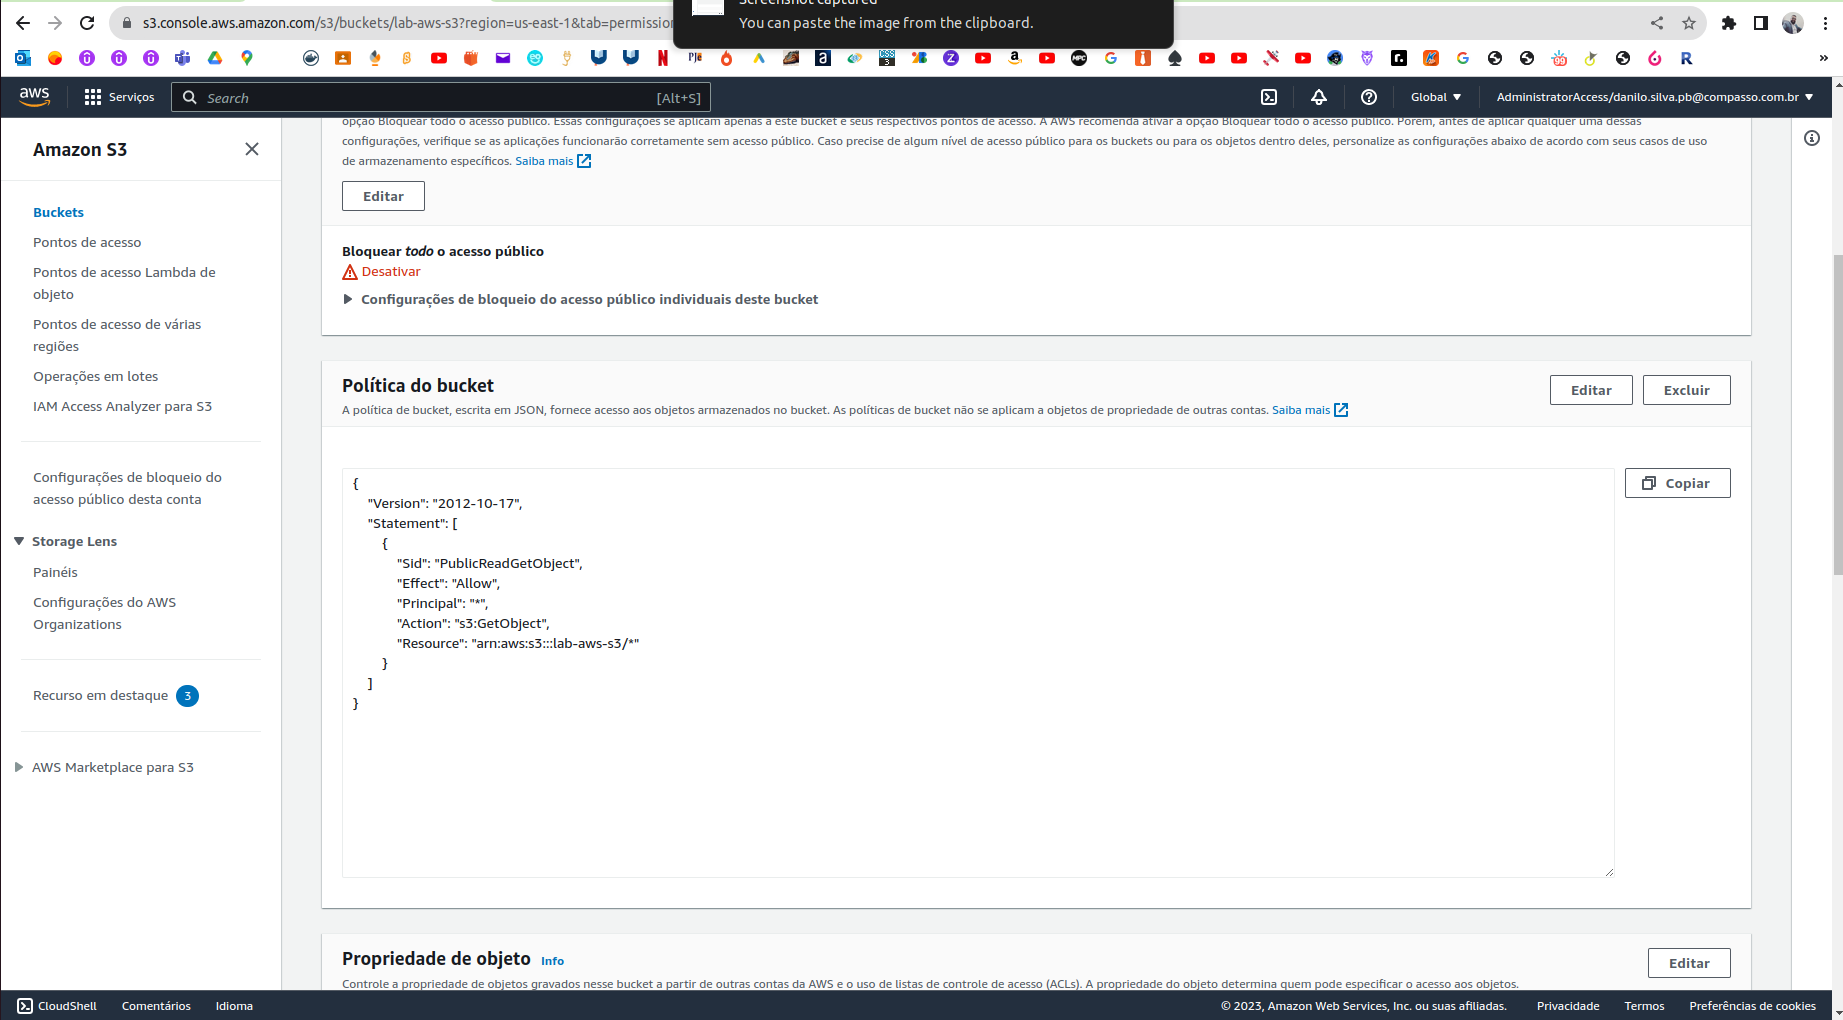 Screenshot captured
You can paste the image from the clipboard.
s3.console.aws.amazon.com/s3/buckets/lab-aws-s3?region=us-east-1&tab=permission
aws
Serviços
Search
[Alt+S]
Global
AdministratorAccess/danilo.silva.pb@compasso.com.br
Amazon S3
Buckets
Pontos de acesso
Pontos de acesso Lambda de
objeto
Pontos de acesso de várias
regiões
Operações em lotes
IAM Access Analyzer para S3
Configurações de bloqueio do
acesso público desta conta
Storage Lens
Painéis
Configurações do AWS
Organizations
Recurso em destaque 3
AWS Marketplace para S3
opção Bloquear todo o acesso público. Essas configurações se aplicam apenas a este bucket e seus respectivos pontos de acesso. A AWS recomenda ativar a opção Bloquear todo o acesso público. Porém, antes de aplicar qualquer uma dessas
configurações, verifique se as aplicações funcionarão corretamente sem acesso público. Caso precise de algum nível de acesso público para os buckets ou para os objetos dentro deles, personalize as configurações abaixo de acordo com seus casos de uso
de armazenamento específicos. Saiba mais
Editar
Bloquear todo o acesso público
Desativar
Configurações de bloqueio do acesso público individuais deste bucket
Política do bucket
A política de bucket, escrita em JSON, fornece acesso aos objetos armazenados no bucket. As políticas de bucket não se aplicam a objetos de propriedade de outras contas. Saiba mais
Editar
Excluir
{
"Version": "2012-10-17",
"Statement": [
{
"Sid": "PublicReadGetObject",
"Effect": "Allow",
"Principal": "*",
"Action": "s3:GetObject",
"Resource": "arn:aws:s3:::lab-aws-s3/*"
}
]
}
Copiar
Propriedade de objeto Info
Controle a propriedade de objetos gravados nesse bucket a partir de outras contas da AWS e o uso de listas de controle de acesso (ACLs). A propriedade do objeto determina quem pode especificar o acesso aos objetos.
Editar
CloudShell
Comentários
Idioma
© 2023, Amazon Web Services, Inc. ou suas afiliadas.
Privacidade
Termos
Preferências de cookies